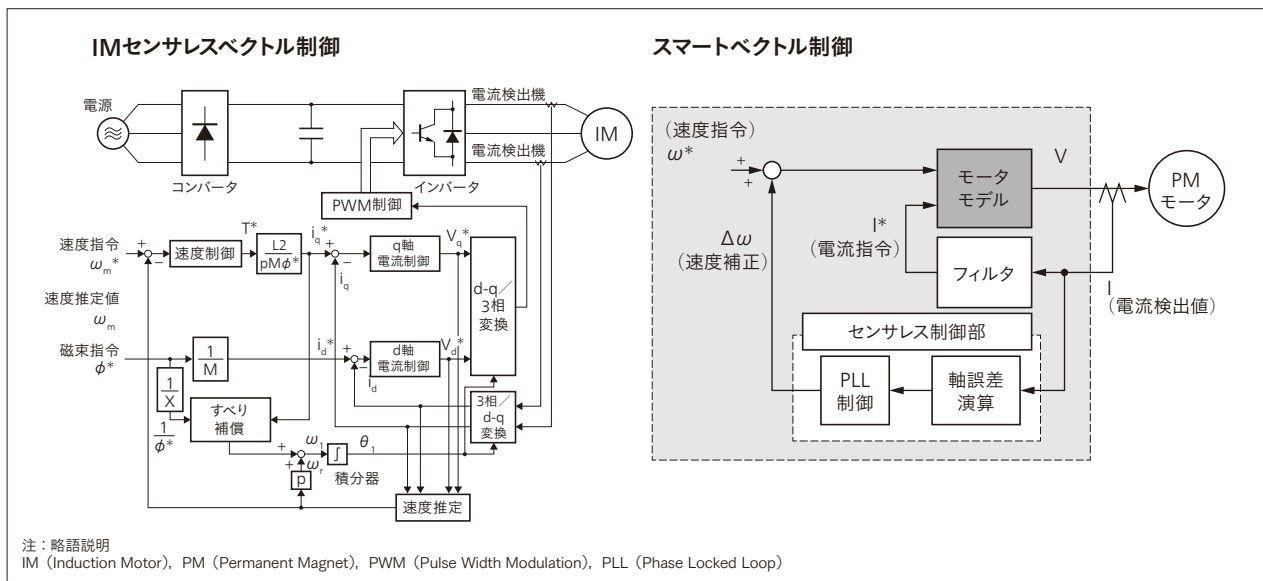 IMセンサレスベクトル制御
電源
コンバータ
インバータ
電流検出機
電流検出機
IM
PWM制御
速度指令
ωm*
速度制御
T*
L2
pMφ*
iq*
iq
q軸
電流制御
Vq*
d-q/
3相
変換
速度推定値
ωm
磁束指令
φ*
1
M
id*
id
d軸
電流制御
Vd*
1
X
1
φ*
すべり
補償
3相/
d-q
変換
ω1
ωr
∫
θ1
積分器
p
速度推定
スマートベクトル制御
(速度指令)
ω*
モータ
モデル
V
PM
モータ
I*
(電流指令)
Δω
(速度補正)
フィルタ
I
(電流検出値)
センサレス制御部
PLL
制御
軸誤差
演算
注:略語説明
IM(Induction Motor),PM(Permanent Magnet),PWM(Pulse Width Modulation),PLL(Phase Locked Loop)